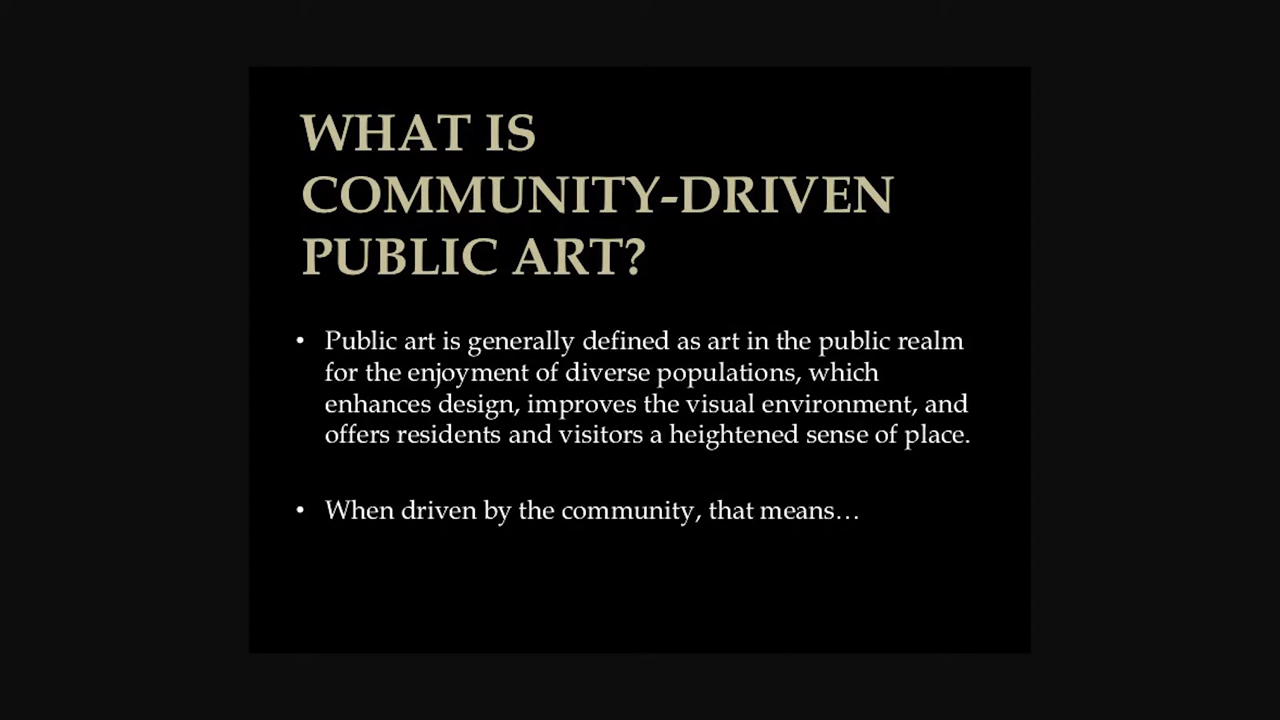 WHAT IS
COMMUNITY-DRIVEN
PUBLIC ART?
• Public art is generally defined as art in the public realm
for the enjoyment of diverse populations, which
enhances design, improves the visual environment, and
offers residents and visitors a heightened sense of place.
• When driven by the community, that means…